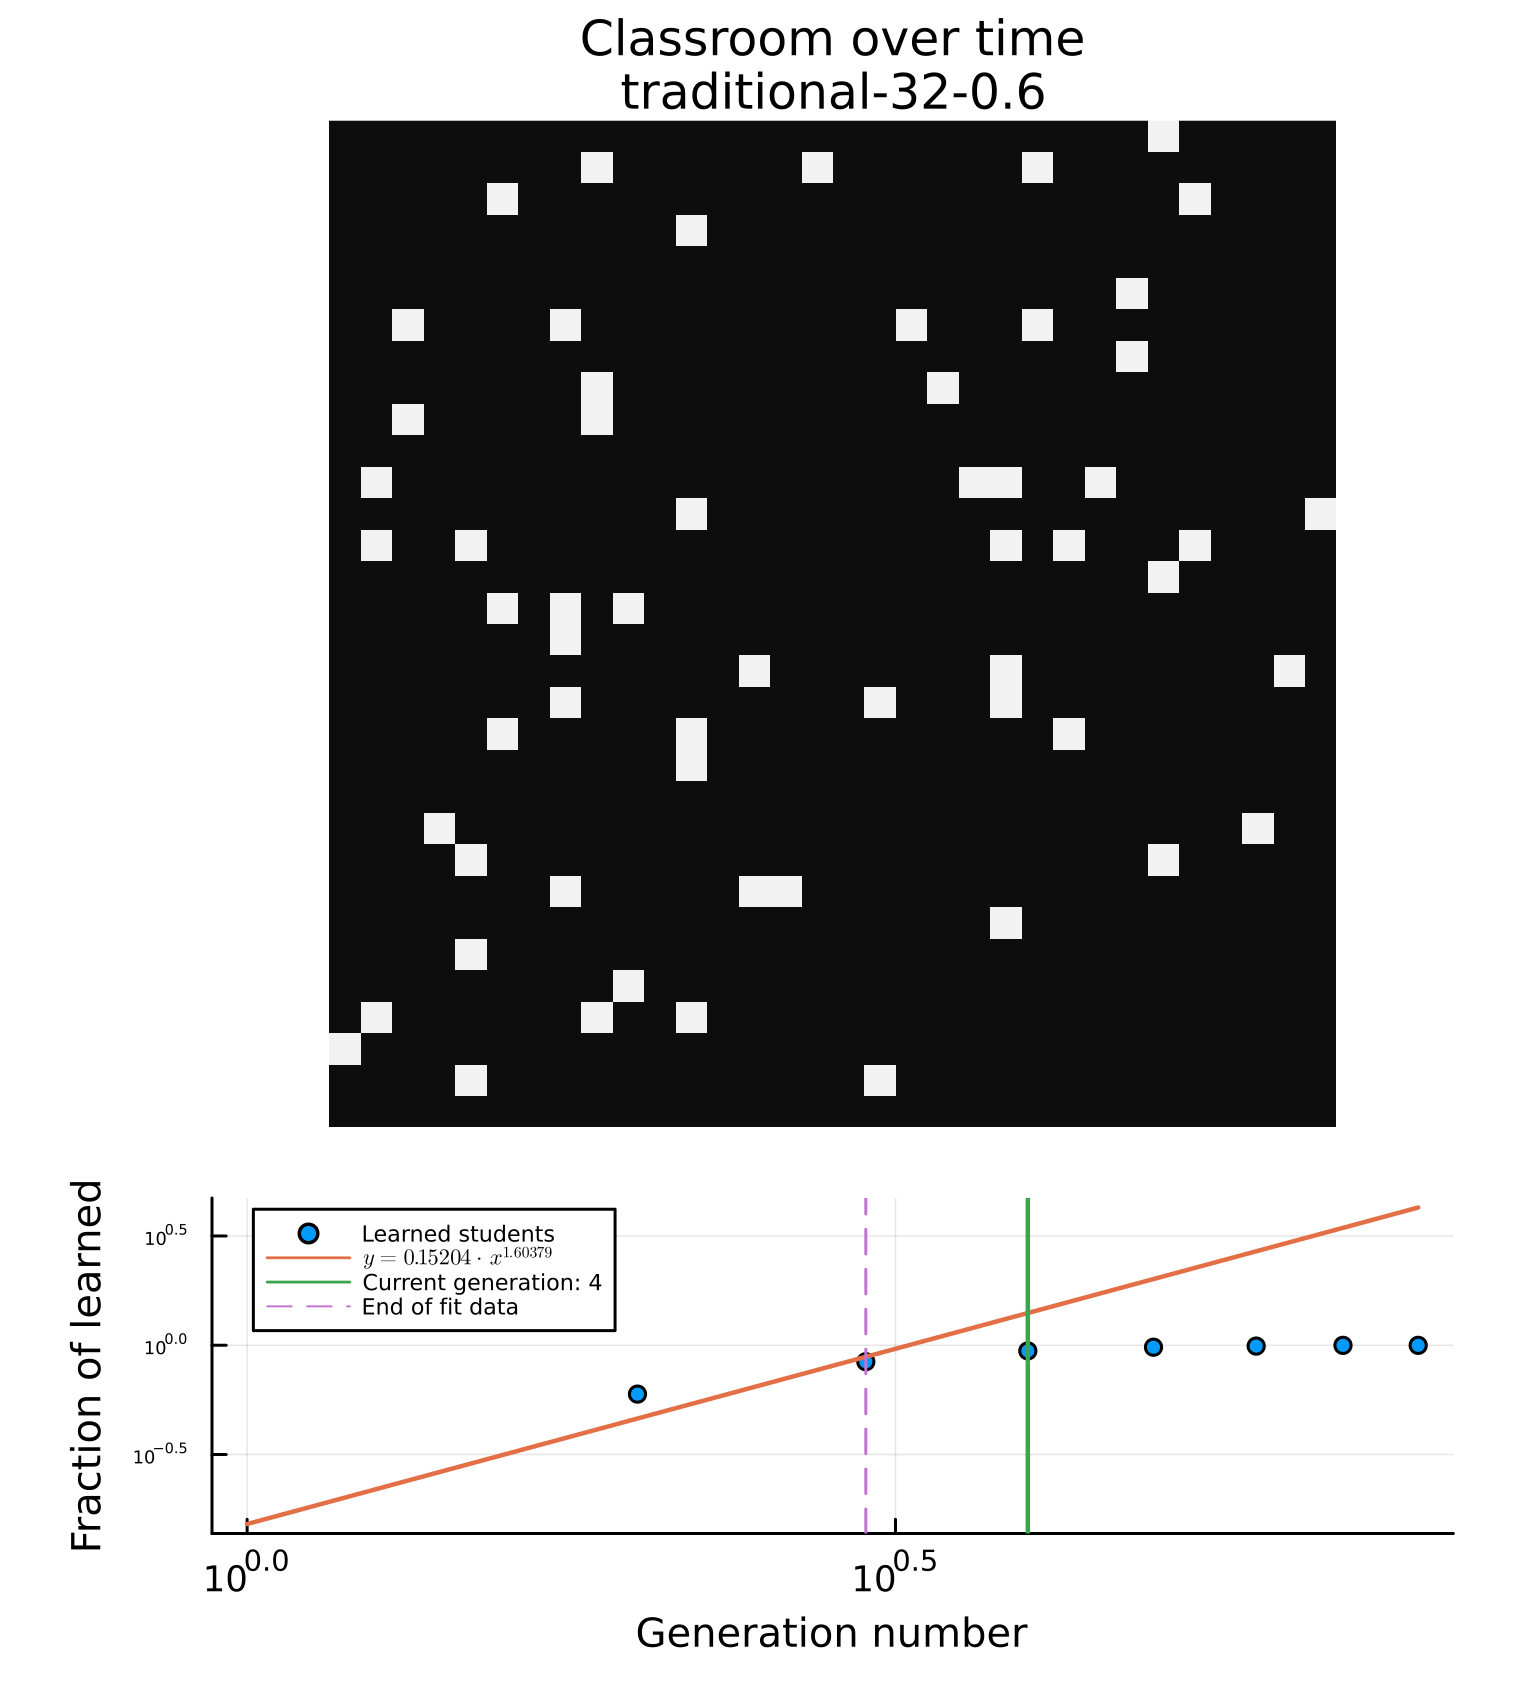 Classroom over time
traditional-32-0.6
Fraction of learned
10^0.5
10^0.0
10^−0.5
Learned students
y = 0.15204 · x^1.60379
Current generation: 4
End of fit data
10^0.0
10^0.5
Generation number